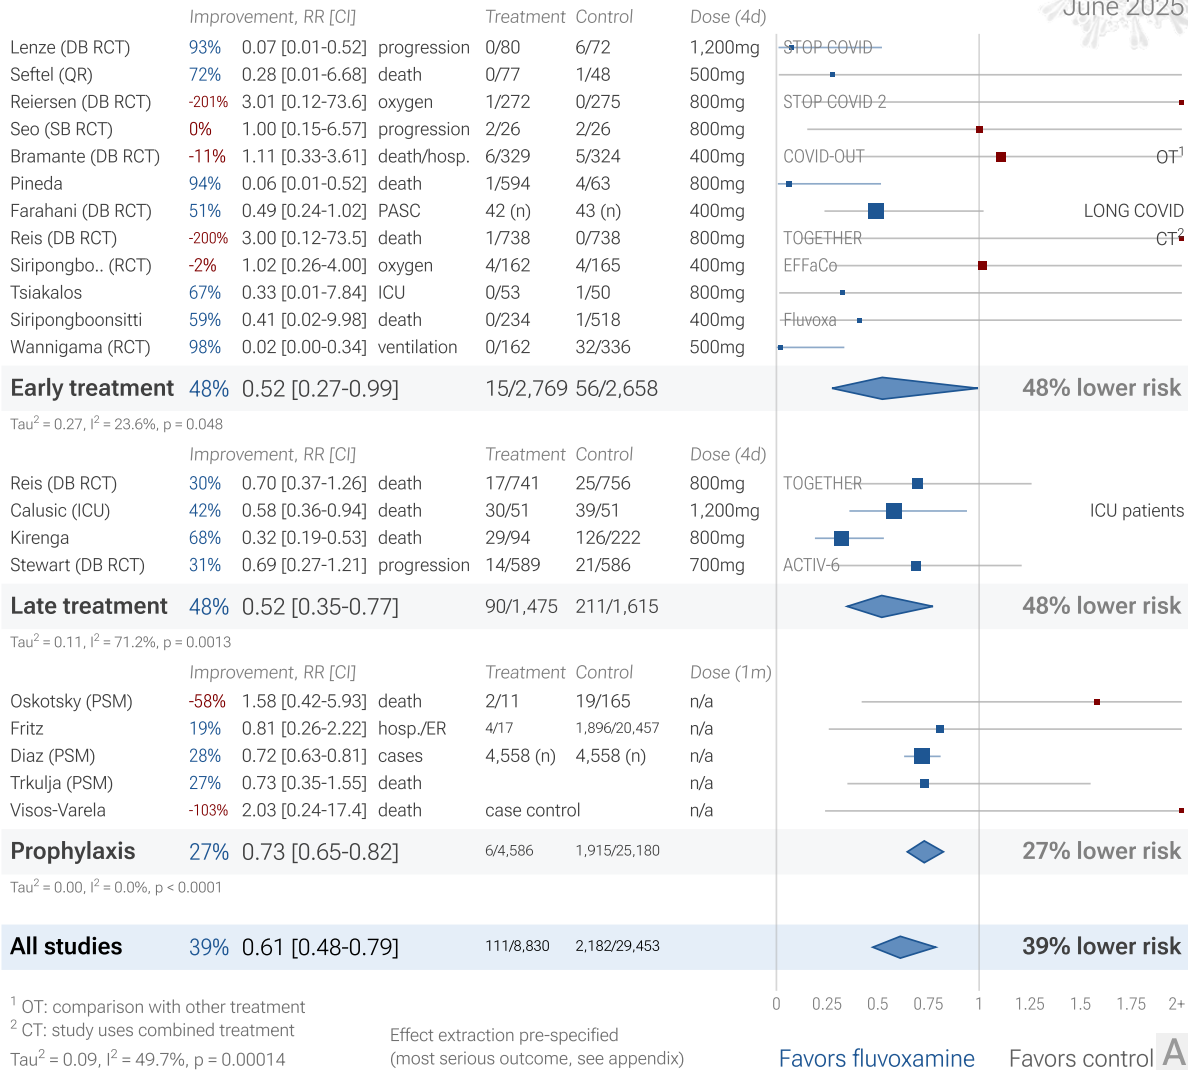 June 2025
Improvement, RR [CI] Treatment Control Dose (4d)
Lenze (DB RCT) 93% 0.07 [0.01-0.52] progression 0/80 6/72 1,200mg STOP COVID
Seftel (QR) 72% 0.28 [0.01-6.68] death 0/77 1/48 500mg
Reiersen (DB RCT) -201% 3.01 [0.12-73.6] oxygen 1/272 0/275 800mg STOP COVID 2
Seo (SB RCT) 0% 1.00 [0.15-6.57] progression 2/26 2/26 800mg
Bramante (DB RCT) -11% 1.11 [0.33-3.61] death/hosp. 6/329 5/324 400mg COVID-OUT OT1
Pineda 94% 0.06 [0.01-0.52] death 1/594 4/63 800mg
Farahani (DB RCT) 51% 0.49 [0.24-1.02] PASC 42 (n) 43 (n) 400mg LONG COVID
Reis (DB RCT) -200% 3.00 [0.12-73.5] death 1/738 0/738 800mg TOGETHER CT2
Siripongbo.. (RCT) -2% 1.02 [0.26-4.00] oxygen 4/162 4/165 400mg EFFaCo
Tsiakalos 67% 0.33 [0.01-7.84] ICU 0/53 1/50 800mg
Siripongboonsitti 59% 0.41 [0.02-9.98] death 0/234 1/518 400mg Fluvoxa
Wannigama (RCT) 98% 0.02 [0.00-0.34] ventilation 0/162 32/336 500mg
Early treatment 48% 0.52 [0.27-0.99] 15/2,769 56/2,658 48% lower risk
Tau2 = 0.27, I2 = 23.6%, p = 0.048
Improvement, RR [CI] Treatment Control Dose (4d)
Reis (DB RCT) 30% 0.70 [0.37-1.26] death 17/741 25/756 800mg TOGETHER
Calusic (ICU) 42% 0.58 [0.36-0.94] death 30/51 39/51 1,200mg ICU patients
Kirenga 68% 0.32 [0.19-0.53] death 29/94 126/222 800mg
Stewart (DB RCT) 31% 0.69 [0.27-1.21] progression 14/589 21/586 700mg ACTIV-6
Late treatment 48% 0.52 [0.35-0.77] 90/1,475 211/1,615 48% lower risk
Tau2 = 0.11, I2 = 71.2%, p = 0.0013
Improvement, RR [CI] Treatment Control Dose (1m)
Oskotsky (PSM) -58% 1.58 [0.42-5.93] death 2/11 19/165 n/a
Fritz 19% 0.81 [0.26-2.22] hosp./ER 4/17 1,896/20,457 n/a
Diaz (PSM) 28% 0.72 [0.63-0.81] cases 4,558 (n) 4,558 (n) n/a
Trkulja (PSM) 27% 0.73 [0.35-1.55] death n/a
Visos-Varela -103% 2.03 [0.24-17.4] death case control n/a
Prophylaxis 27% 0.73 [0.65-0.82] 6/4,586 1,915/25,180 27% lower risk
Tau2 = 0.00, I2 = 0.0%, p < 0.0001
All studies 39% 0.61 [0.48-0.79] 111/8,830 2,182/29,453 39% lower risk
0 0.25 0.5 0.75 1 1.25 1.5 1.75 2+
1 OT: comparison with other treatment
2 CT: study uses combined treatment
Tau2 = 0.09, I2 = 49.7%, p = 0.00014
Effect extraction pre-specified
(most serious outcome, see appendix)
Favors fluvoxamine Favors control A